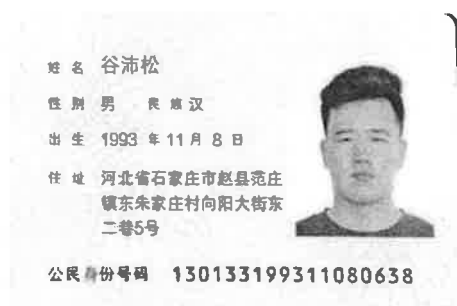 姓名 谷沛松
性别 男 民族 汉
出生 1993 年 11 月 8 日
住址 河北省石家庄市赵县范庄
镇东朱家庄村向阳大街东
二巷5号
公民身份号码 130133199311080638